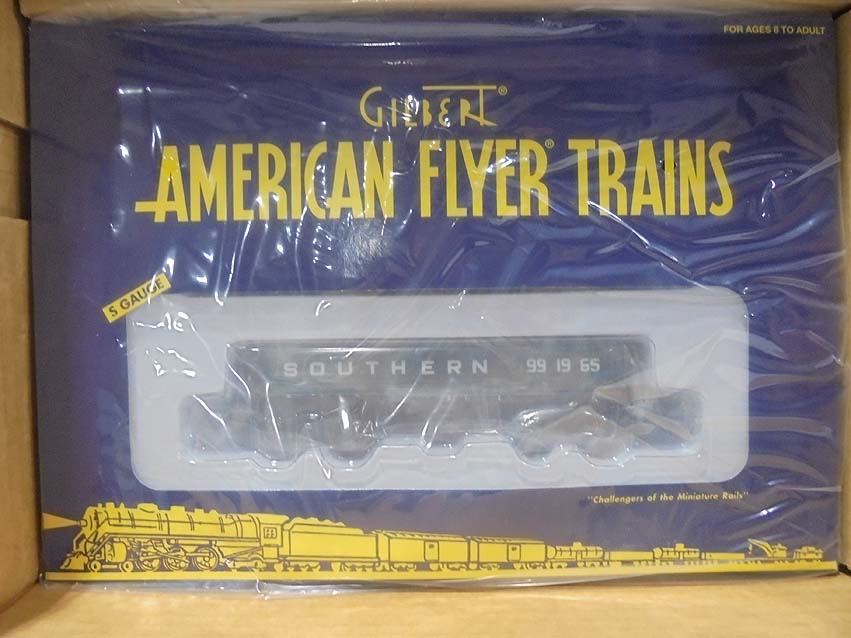 FOR AGES 8 TO ADULT
GILBERT®
AMERICAN FLYER® TRAINS
S GAUGE
SOUTHERN 99 19 65
"Challengers of the Miniature Rails"